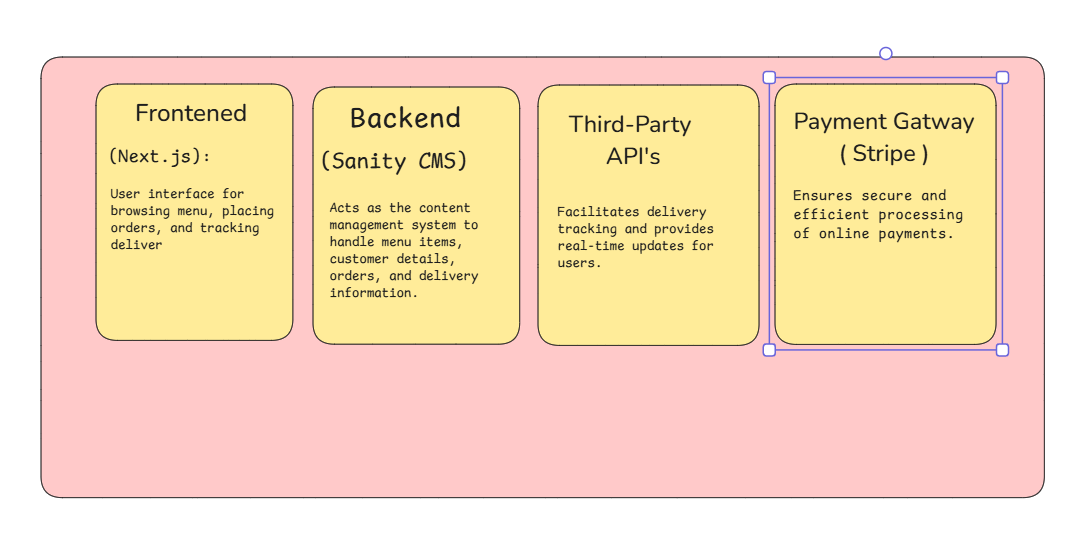 Frontened
(Next.js):
User interface for
browsing menu, placing
orders, and tracking
deliver
Backend
(Sanity CMS)
Acts as the content
management system to
handle menu items,
customer details,
orders, and delivery
information.
Third-Party
API's
Facilitates delivery
tracking and provides
real-time updates for
users.
Payment Gatway
( Stripe )
Ensures secure and
efficient processing
of online payments.